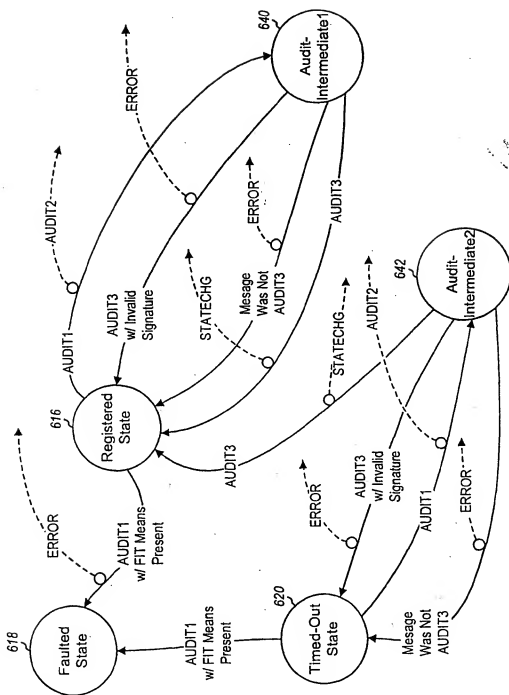 618
Faulted
State
ERROR
AUDIT1
w/ FIT Means
Present
616
Registered
State
AUDIT1
AUDIT2
AUDIT3
w/ Invalid
Signature
ERROR
STATECHG
Message
Was Not
AUDIT3
ERROR
AUDIT3
640
Audit-
Intermediate1
AUDIT1
w/ FIT Means
Present
620
Timed-Out
State
AUDIT3
STATECHG
ERROR
AUDIT3
w/ Invalid
Signature
AUDIT2
AUDIT1
ERROR
Message
Was Not
AUDIT3
642
Audit-
Intermediate2